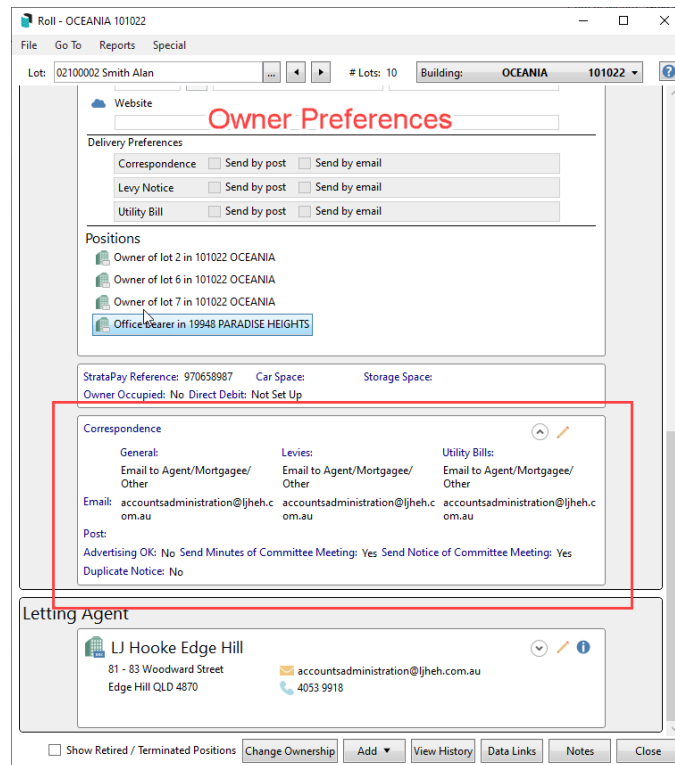 Roll - OCEANIA 101022
File Go To Reports Special
Lot: 02100002 Smith Alan ... # Lots: 10 Building: OCEANIA 101022
Website
Owner Preferences
Delivery Preferences
Correspondence Send by post Send by email
Levy Notice Send by post Send by email
Utility Bill Send by post Send by email
Positions
Owner of lot 2 in 101022 OCEANIA
Owner of lot 6 in 101022 OCEANIA
Owner of lot 7 in 101022 OCEANIA
Office bearer in 19948 PARADISE HEIGHTS
StrataPay Reference: 970658987 Car Space: Storage Space:
Owner Occupied: No Direct Debit: Not Set Up
Correspondence
General: Levies: Utility Bills:
Email to Agent/Mortgagee/ Email to Agent/Mortgagee/ Email to Agent/Mortgagee/
Other Other Other
Email: accountsadministration@ljheh.c accountsadministration@ljheh.c accountsadministration@ljheh.c
om.au om.au om.au
Post:
Advertising OK: No Send Minutes of Committee Meeting: Yes Send Notice of Committee Meeting: Yes
Duplicate Notice: No
Letting Agent
LJ Hooke Edge Hill
81 - 83 Woodward Street accountsadministration@ljheh.com.au
Edge Hill QLD 4870 4053 9918
Show Retired / Terminated Positions Change Ownership Add View History Data Links Notes Close